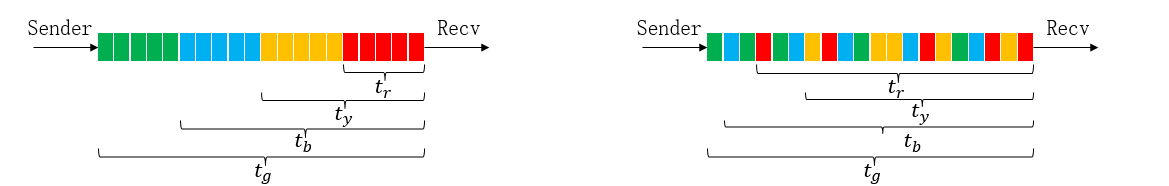 Sender Recv
t_r
t_y
t_b
t_g
Sender Recv
t_r
t_y
t_b
t_g